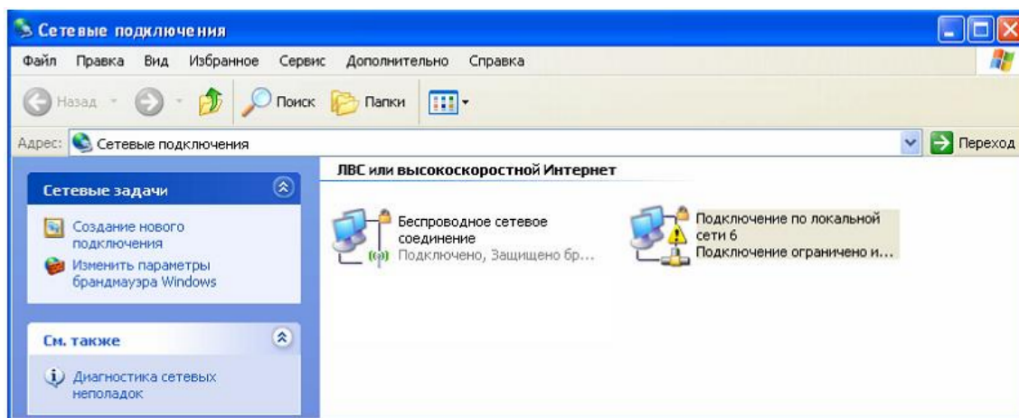 Сетевые подключения
Файл Правка Вид Избранное Сервис Дополнительно Справка
Назад Поиск Папки
Адрес: Сетевые подключения Переход
Сетевые задачи
Создание нового
подключения
Изменить параметры
брандмауэра Windows
См. также
Диагностика сетевых
неполадок
ЛВС или высокоскоростной Интернет
Беспроводное сетевое
соединение
Подключено, Защищено бр...
Подключение по локальной
сети 6
Подключение ограничено и...